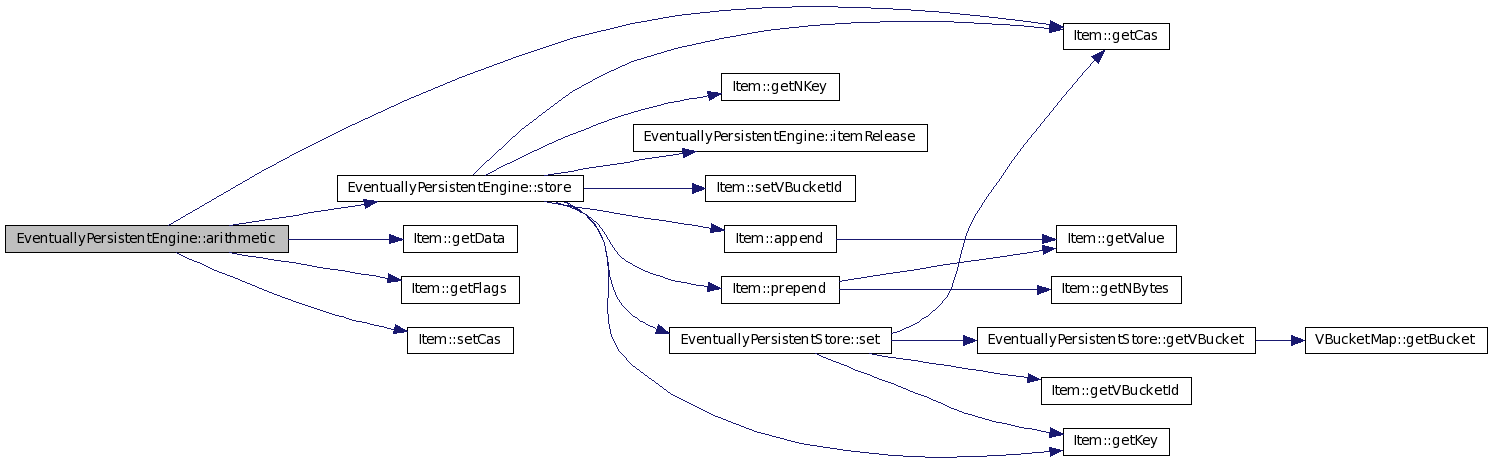 Item::getCas
Item::getNKey
EventuallyPersistentEngine::itemRelease
EventuallyPersistentEngine::store
Item::setVBucketId
EventuallyPersistentEngine::arithmetic
Item::getData
Item::append
Item::getValue
Item::getFlags
Item::prepend
Item::getNBytes
Item::setCas
EventuallyPersistentStore::set
EventuallyPersistentStore::getVBucket
VBucketMap::getBucket
Item::getVBucketId
Item::getKey